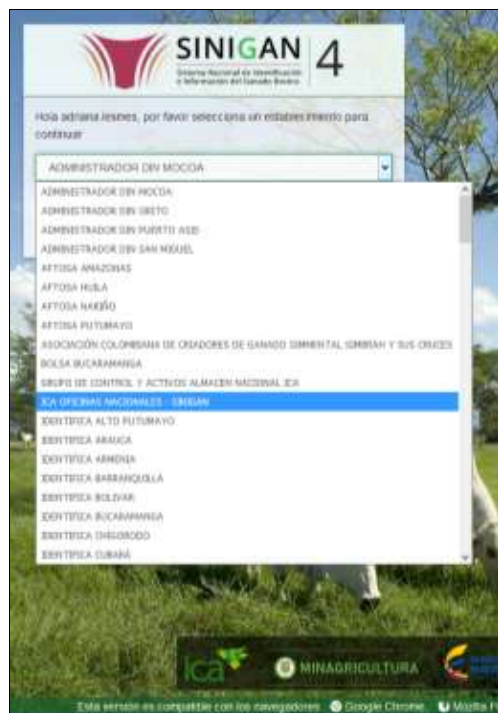 SINIGAN 4
Sistema Nacional de Identificación
e Información del Ganado Bovino
Hola adriana lesmes, por favor selecciona un establecimiento para
continuar
ADMINISTRADOR DIN MOCOA
ADMINISTRADOR DIN MOCOA
ADMINISTRADOR DIN ORITO
ADMINISTRADOR DIN PUERTO ASIS
ADMINISTRADOR DIN SAN MIGUEL
AFTOSA AMAZONAS
AFTOSA HUILA
AFTOSA NARIÑO
AFTOSA PUTUMAYO
ASOCIACIÓN COLOMBIANA DE CRIADORES DE GANADO SIMMENTAL SIMBRAH Y SUS CRUCES
BOLSA BUCARAMANGA
GRUPO DE CONTROL Y ACTIVOS ALMACEN NACIONAL ICA
ICA OFICINAS NACIONALES - SINIGAN
IDENTIFICA ALTO PUTUMAYO
IDENTIFICA ARAUCA
IDENTIFICA ARMENIA
IDENTIFICA BARRANQUILLA
IDENTIFICA BOLIVAR
IDENTIFICA BUCARAMANGA
IDENTIFICA CHIGORODO
IDENTIFICA CUBARÁ
ica MINAGRICULTURA
Esta versión es compatible con los navegadores Google Chrome Mozilla F